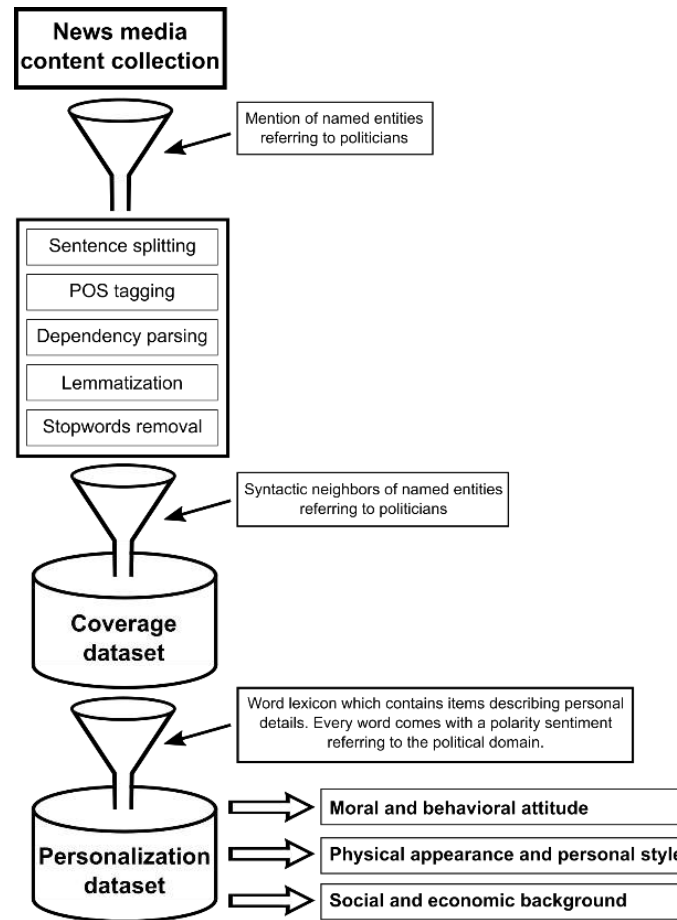 News media
content collection
Mention of named entities
referring to politicians
Sentence splitting
POS tagging
Dependency parsing
Lemmatization
Stopwords removal
Syntactic neighbors of named entities
referring to politicians
Coverage
dataset
Word lexicon which contains items describing personal
details. Every word comes with a polarity sentiment
referring to the political domain.
Personalization
dataset
Moral and behavioral attitude
Physical appearance and personal style
Social and economic background